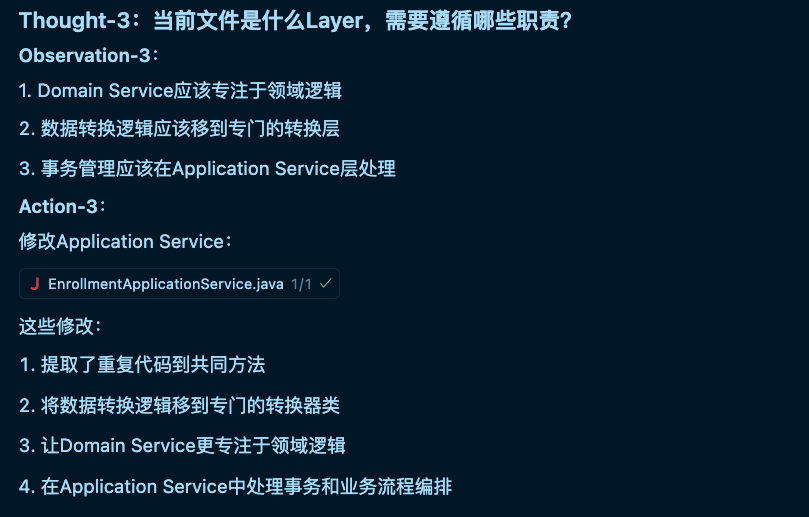 Thought-3：当前文件是什么Layer，需要遵循哪些职责？
Observation-3：
1. Domain Service应该专注于领域逻辑
2. 数据转换逻辑应该移到专门的转换层
3. 事务管理应该在Application Service层处理
Action-3：
修改Application Service：
J EnrollmentApplicationService.java 1/1 ✓
这些修改：
1. 提取了重复代码到共同方法
2. 将数据转换逻辑移到专门的转换器类
3. 让Domain Service更专注于领域逻辑
4. 在Application Service中处理事务和业务流程编排